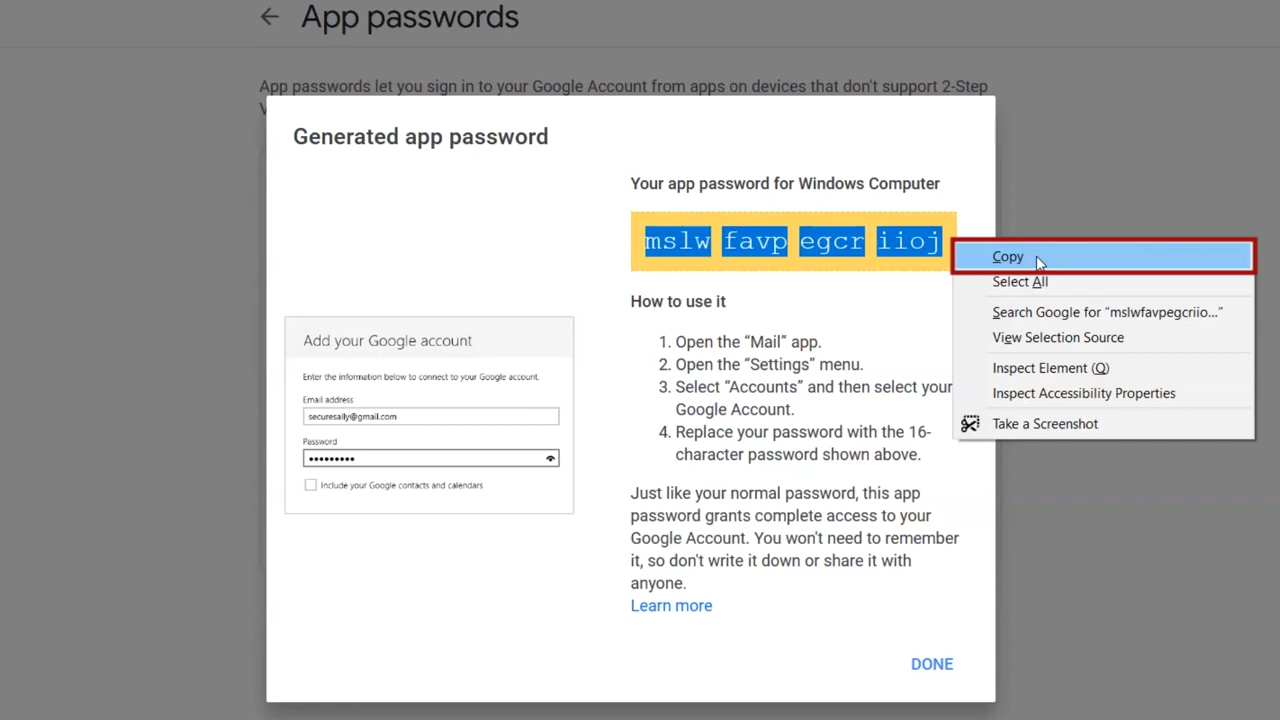 App passwords
App passwords let you sign in to your Google Account from apps on devices that don't support 2-Step
V
Generated app password
Your app password for Windows Computer
mslw favp egcr iioj
How to use it
1. Open the “Mail” app.
2. Open the “Settings” menu.
3. Select “Accounts” and then select your
Google Account.
4. Replace your password with the 16-
character password shown above.
Just like your normal password, this app
password grants complete access to your
Google Account. You won't need to remember
it, so don't write it down or share it with
anyone.
Learn more
DONE
Add your Google account
Enter the information below to connect to your Google account.
Email address
securesally@gmail.com
Password
•••••••••
Include your Google contacts and calendars
Copy
Select All
Search Google for “mslwfavpegcriio...”
View Selection Source
Inspect Element (Q)
Inspect Accessibility Properties
Take a Screenshot